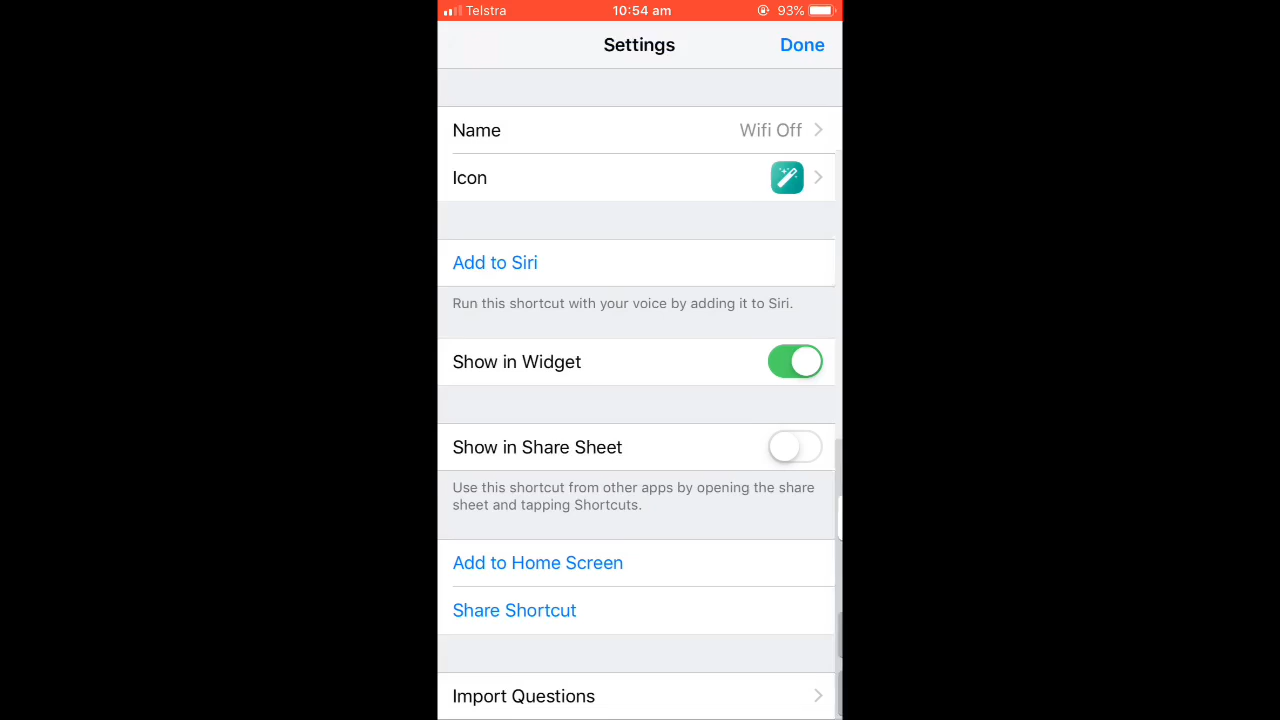 Telstra 10:54 am 93%
Settings Done
Name Wifi Off
Icon
Add to Siri
Run this shortcut with your voice by adding it to Siri.
Show in Widget
Show in Share Sheet
Use this shortcut from other apps by opening the share
sheet and tapping Shortcuts.
Add to Home Screen
Share Shortcut
Import Questions